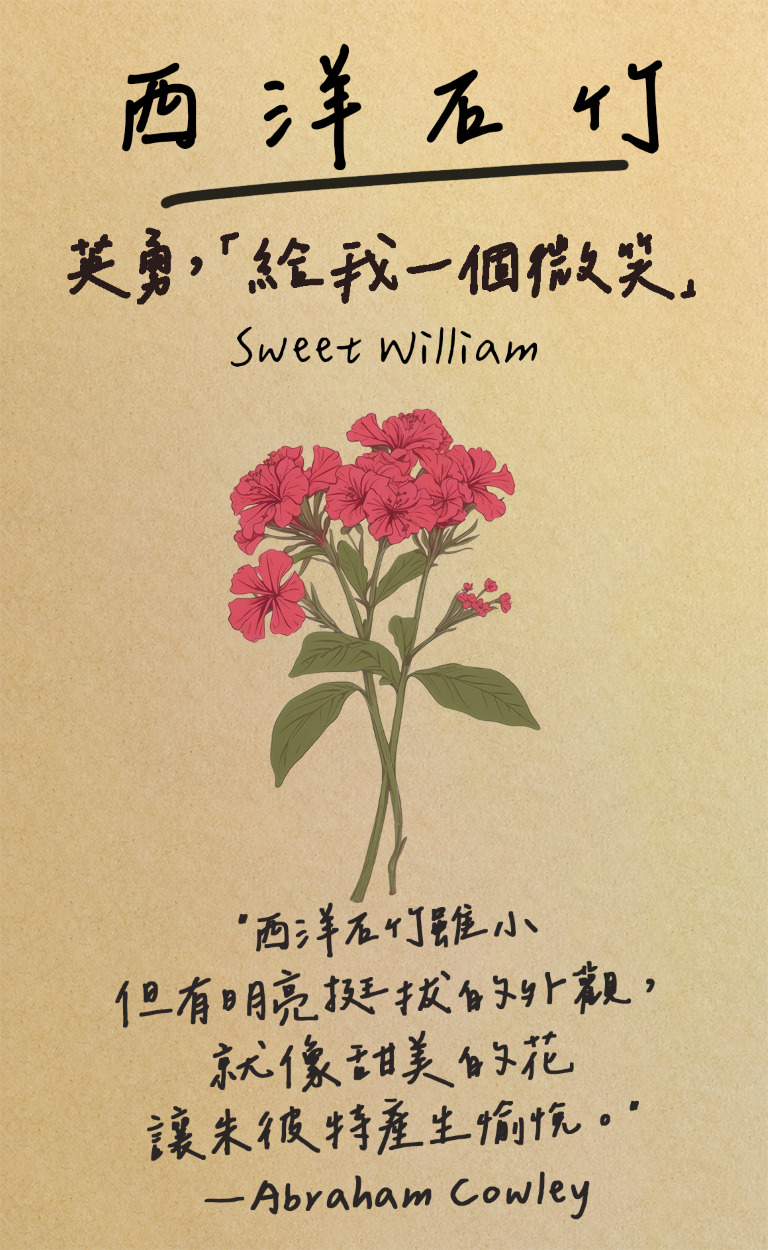 西洋石竹
英勇，「給我一個微笑」
Sweet William
"西洋石竹雖小
但有明亮挺拔的外觀，
就像甜美的花
讓朱彼特產生愉悅。"
—Abraham Cowley